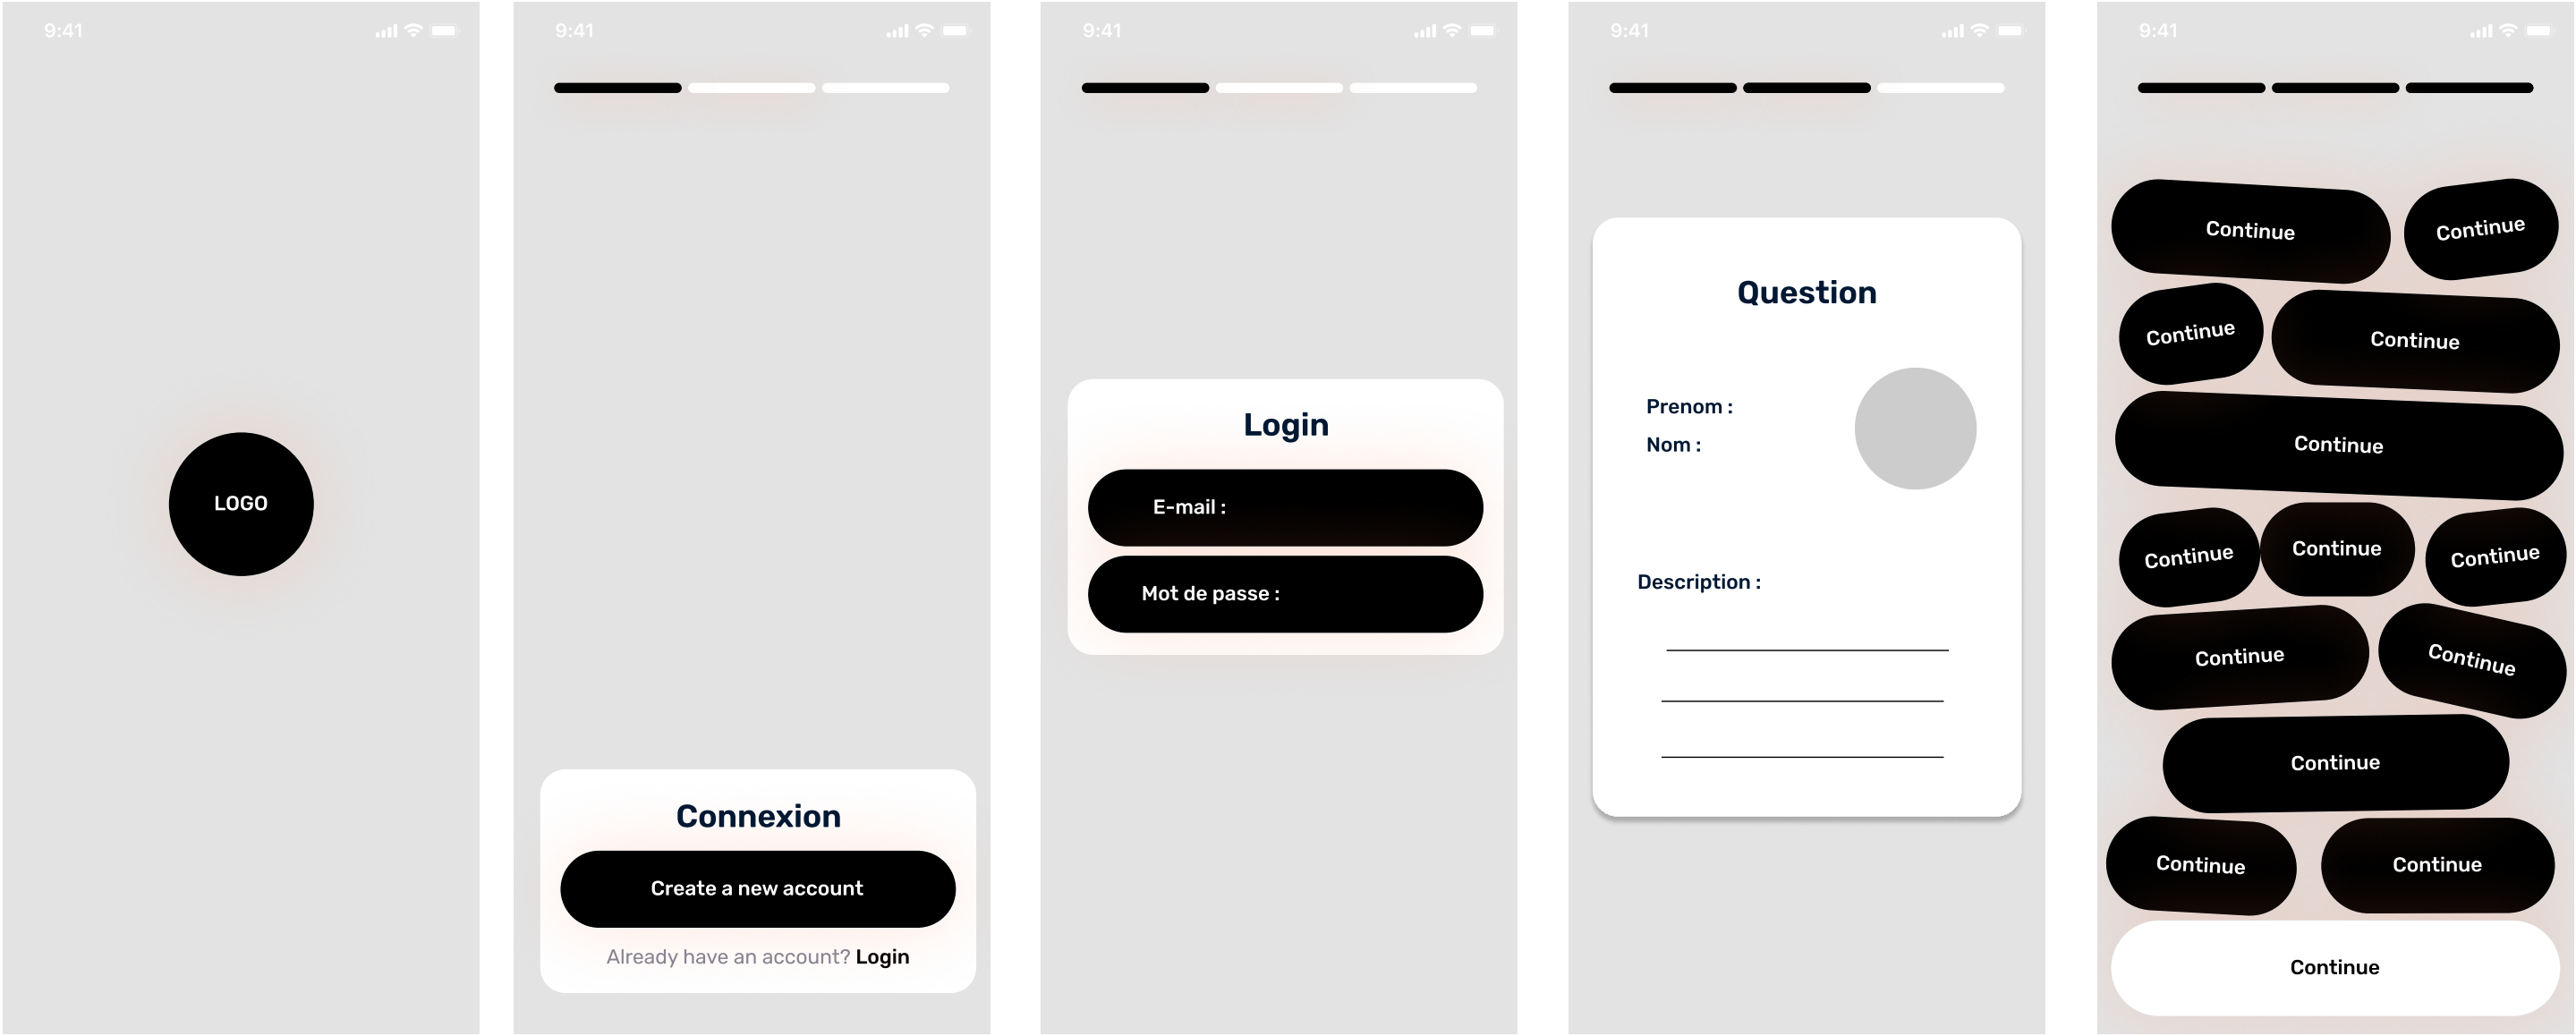 9:41
LOGO
9:41
Connexion
Create a new account
Already have an account? Login
9:41
Login
E-mail :
Mot de passe :
9:41
Question
Prenom :
Nom :
Description :
9:41
Continue
Continue
Continue
Continue
Continue
Continue
Continue
Continue
Continue
Continue
Continue
Continue
Continue
Continue